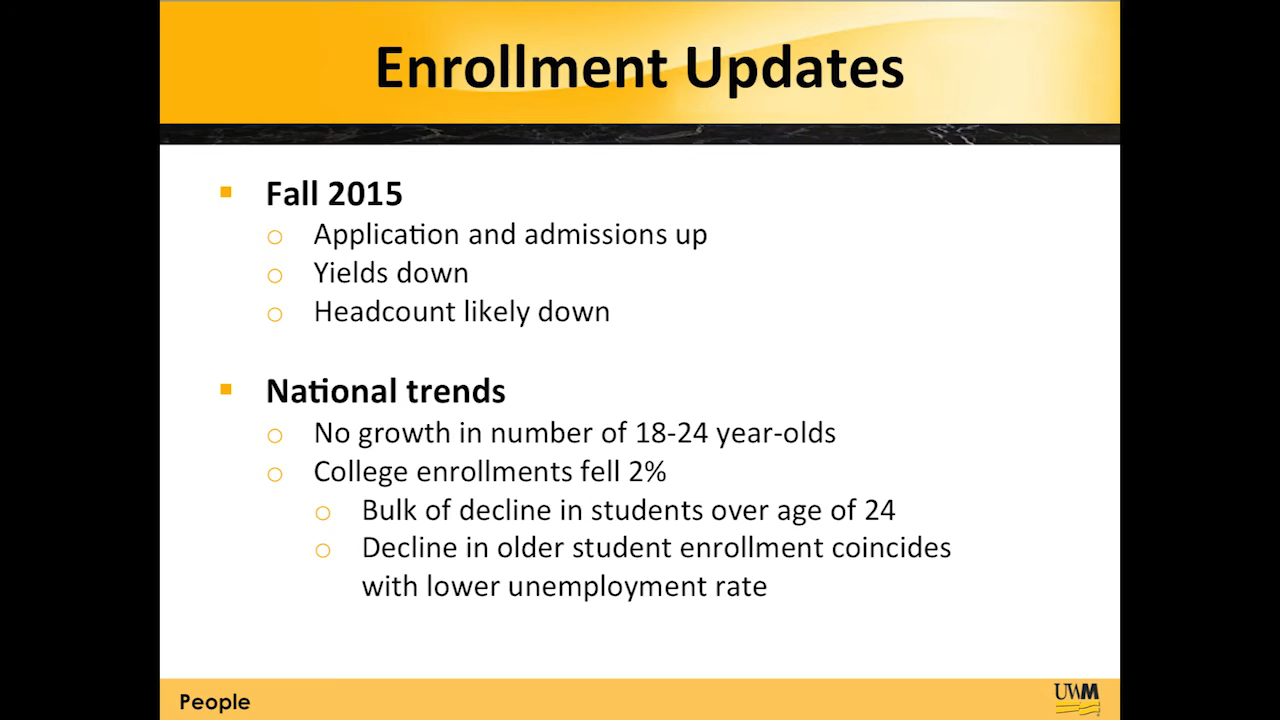 Enrollment Updates
▪ Fall 2015
o Application and admissions up
o Yields down
o Headcount likely down
▪ National trends
o No growth in number of 18-24 year-olds
o College enrollments fell 2%
o Bulk of decline in students over age of 24
o Decline in older student enrollment coincides
with lower unemployment rate
People
UWM